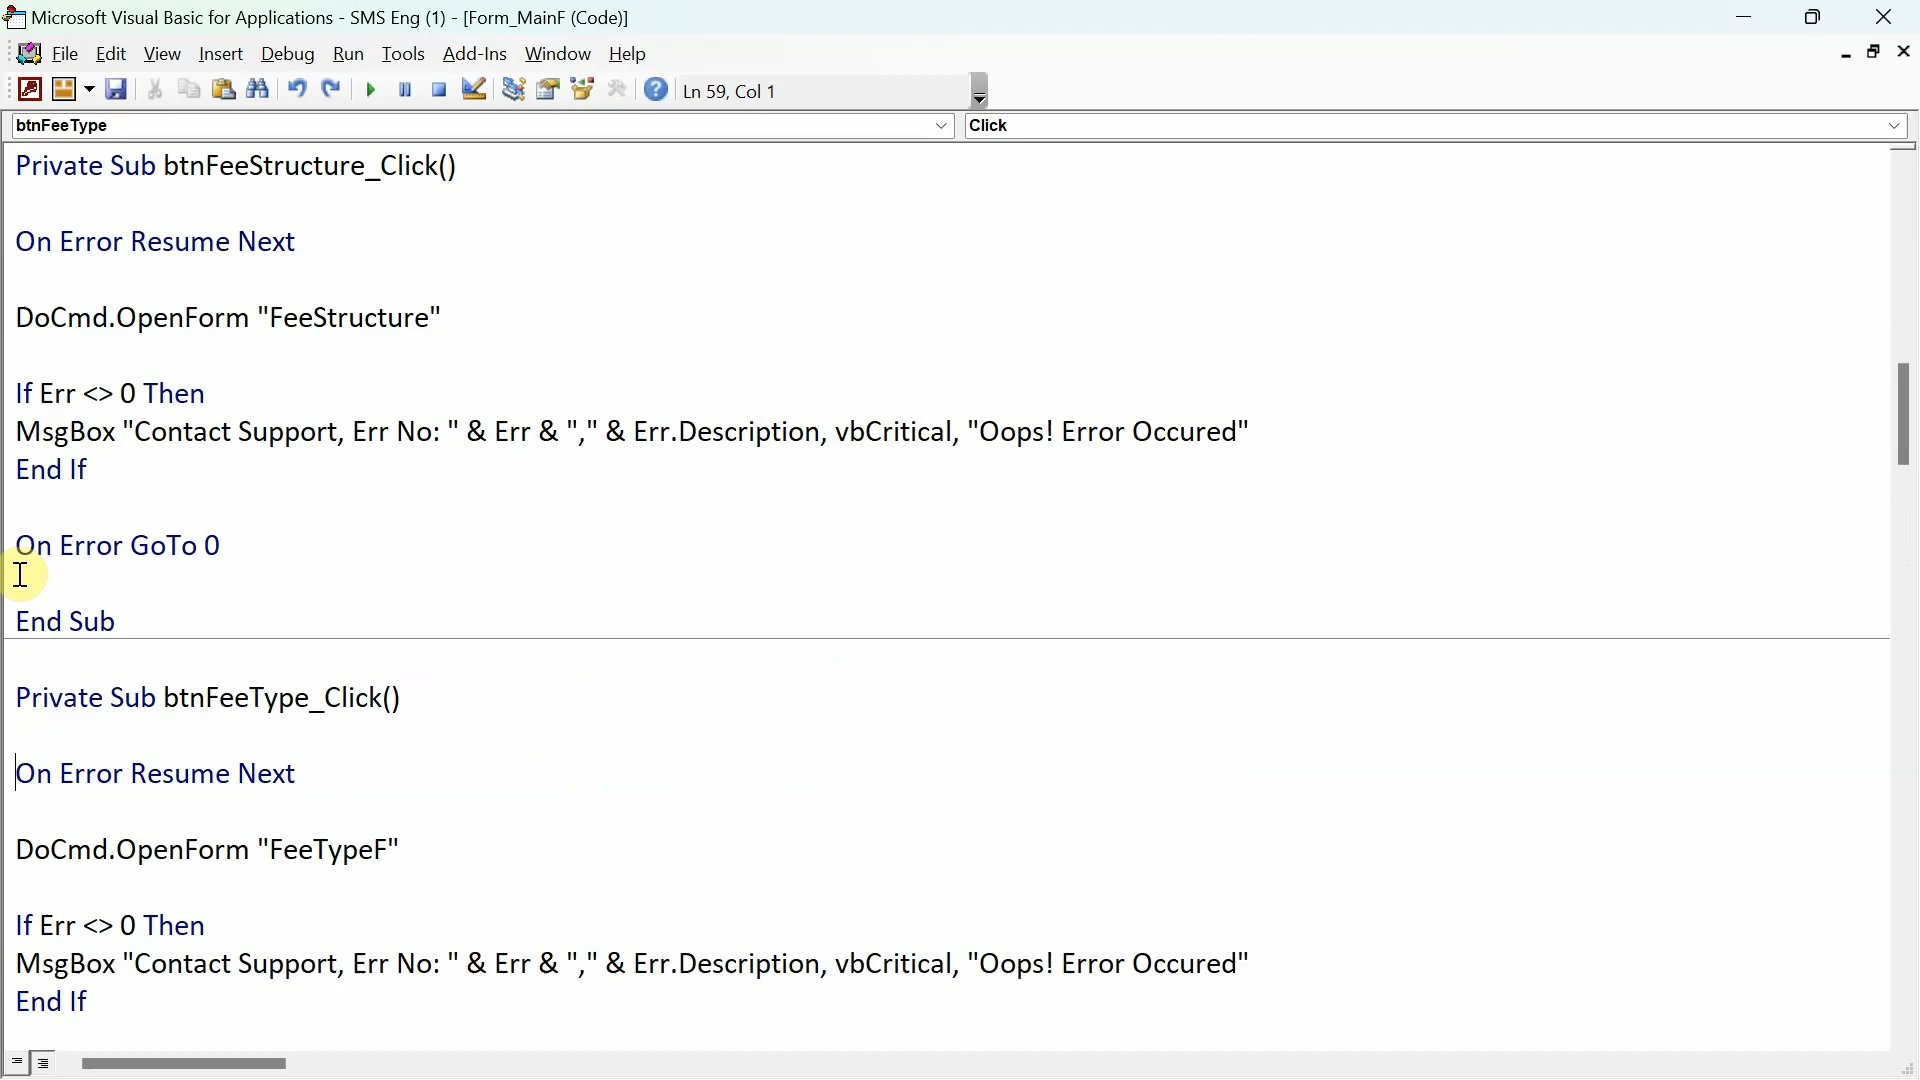 Microsoft Visual Basic for Applications - SMS Eng (1) - [Form_MainF (Code)]
File Edit View Insert Debug Run Tools Add-Ins Window Help
Ln 59, Col 1
btnFeeType
Click
Private Sub btnFeeStructure_Click()
On Error Resume Next
DoCmd.OpenForm "FeeStructure"
If Err <> 0 Then
MsgBox "Contact Support, Err No: " & Err & "," & Err.Description, vbCritical, "Oops! Error Occured"
End If
On Error GoTo 0
End Sub
Private Sub btnFeeType_Click()
On Error Resume Next
DoCmd.OpenForm "FeeTypeF"
If Err <> 0 Then
MsgBox "Contact Support, Err No: " & Err & "," & Err.Description, vbCritical, "Oops! Error Occured"
End If